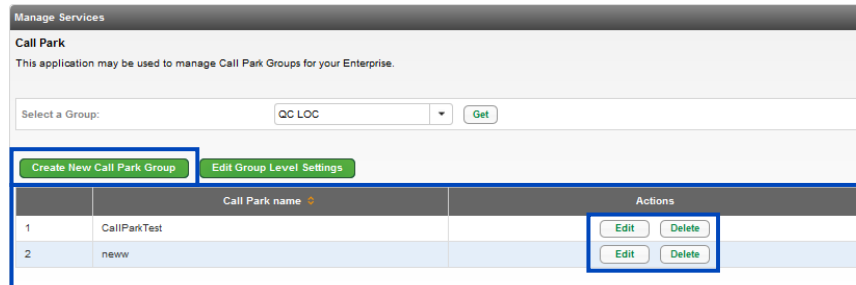 Manage Services
Call Park
This application may be used to manage Call Park Groups for your Enterprise.
Select a Group: QC LOC Get
Create New Call Park Group Edit Group Level Settings
Call Park name Actions
1 CallParkTest Edit Delete
2 neww Edit Delete